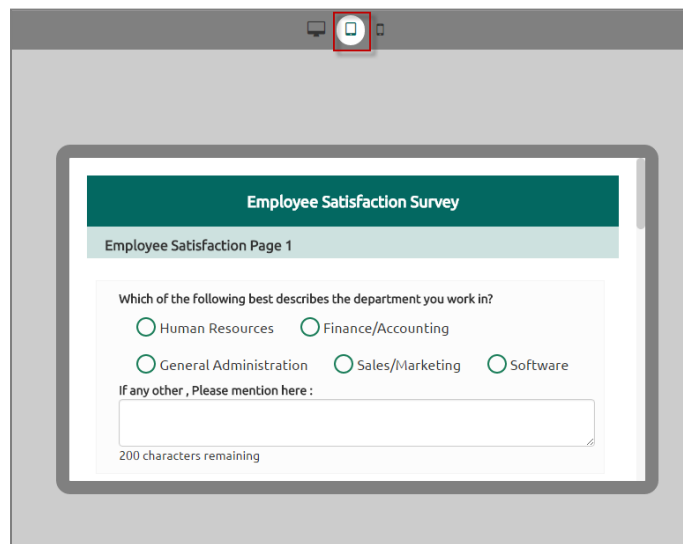 Employee Satisfaction Survey
Employee Satisfaction Page 1
Which of the following best describes the department you work in?
Human Resources Finance/Accounting
General Administration Sales/Marketing Software
If any other , Please mention here :
200 characters remaining